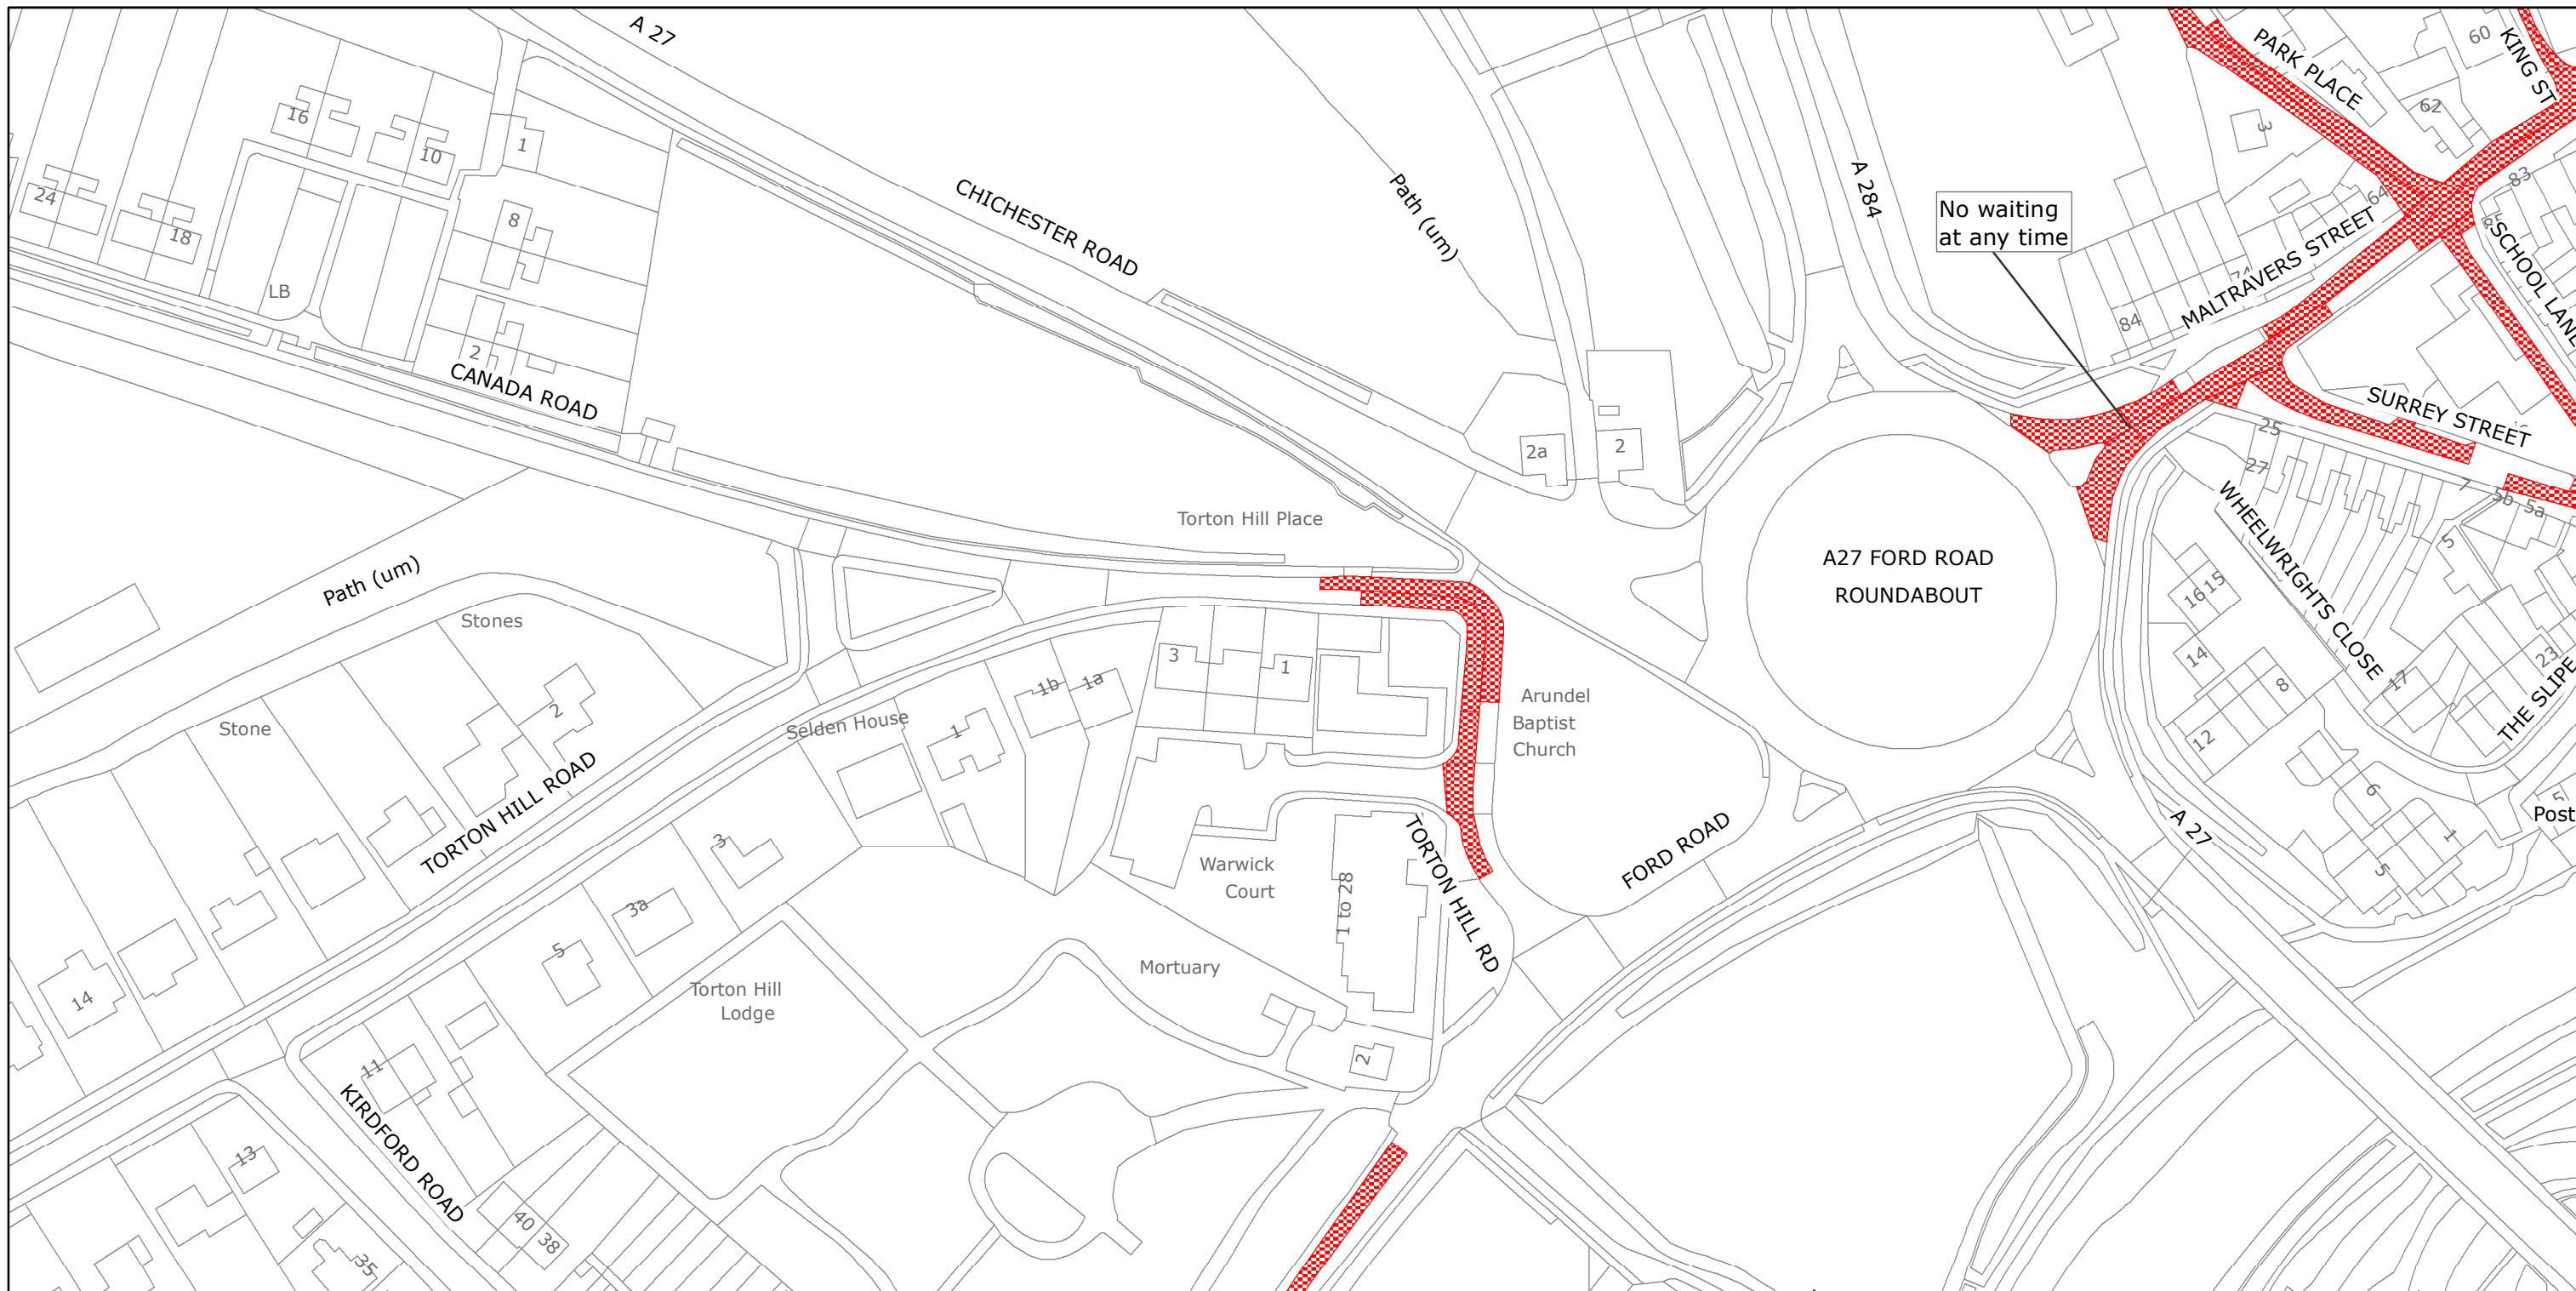 A 27
PARK PLACE
60
KING ST
62
16
10
1
3
24
18
8
83
64
LB
CHICHESTER ROAD
Path (um)
A 284
No waiting
at any time
SCHOOL LANE
MALTRAVERS STREET
74
84
2
CANADA ROAD
2a
2
SURREY STREET
25
27
7
5b
5a
Torton Hill Place
A27 FORD ROAD
ROUNDABOUT
WHEELWRIGHTS CLOSE
5
Path (um)
Stones
16
15
14
3
1
1b
1a
2
Selden House
1
Stone
Arundel
Baptist
Church
8
17
23
THE SLIPE
12
TORTON HILL ROAD
6
5
Post
1
A 27
5
FORD ROAD
TORTON HILL RD
3
Warwick
Court
1 to 28
3a
5
Mortuary
14
Torton Hill
Lodge
2
11
KIRDFORD ROAD
13
40
38
35